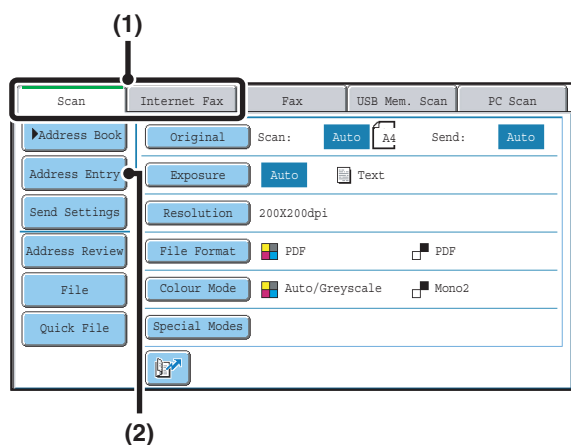 (1)
Scan Internet Fax Fax USB Mem. Scan PC Scan
Address Book Original Scan: Auto A4 Send: Auto
Address Entry Exposure Auto Text
Send Settings Resolution 200X200dpi
Address Review File Format PDF PDF
File Colour Mode Auto/Greyscale Mono2
Quick File Special Modes
(2)